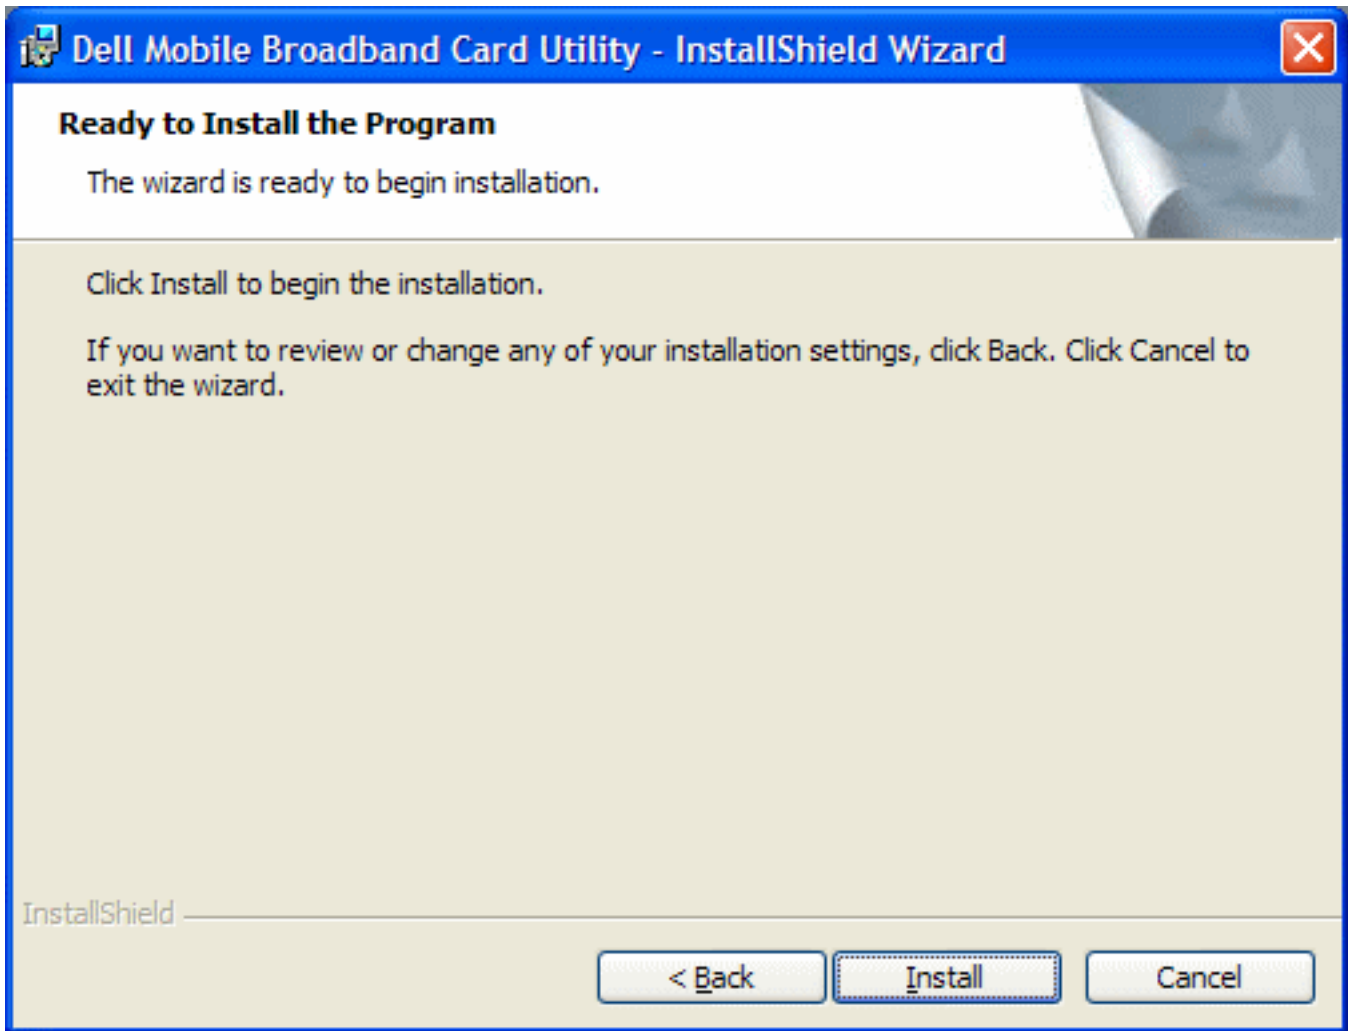 Dell Mobile Broadband Card Utility - InstallShield Wizard
Ready to Install the Program
The wizard is ready to begin installation.
Click Install to begin the installation.
If you want to review or change any of your installation settings, click Back. Click Cancel to
exit the wizard.
InstallShield
< Back
Install
Cancel